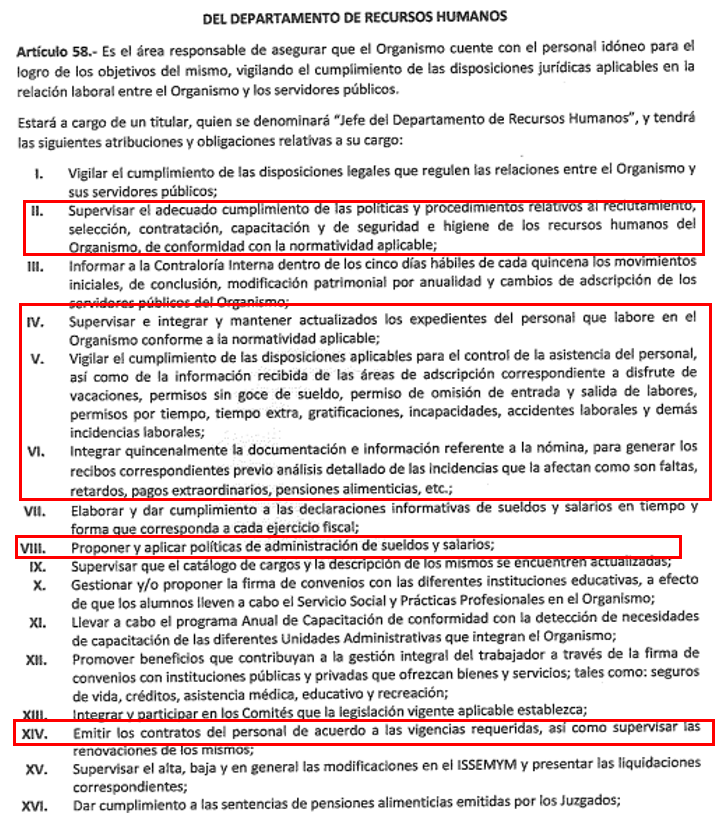 DEL DEPARTAMENTO DE RECURSOS HUMANOS
Artículo 58.- Es el área responsable de asegurar que el Organismo cuente con el personal idóneo para el
logro de los objetivos del mismo, vigilando el cumplimiento de las disposiciones jurídicas aplicables en la
relación laboral entre el Organismo y los servidores públicos.
Estará a cargo de un titular, quien se denominará "Jefe del Departamento de Recursos Humanos", y tendrá
las siguientes atribuciones y obligaciones relativas a su cargo:
I. Vigilar el cumplimiento de las disposiciones legales que regulen las relaciones entre el Organismo y
sus servidores públicos;
II. Supervisar el adecuado cumplimiento de las políticas y procedimientos relativos al reclutamiento,
selección, contratación, capacitación y de seguridad e higiene de los recursos humanos del
Organismo, de conformidad con la normatividad aplicable;
III. Informar a la Contraloría Interna dentro de los cinco días hábiles de cada quincena los movimientos
iniciales, de conclusión, modificación patrimonial por anualidad y cambios de adscripción de los
servidores públicos del Organismo;
IV. Supervisar e integrar y mantener actualizados los expedientes del personal que labore en el
Organismo conforme a la normatividad aplicable;
V. Vigilar el cumplimiento de las disposiciones aplicables para el control de la asistencia del personal,
así como de la información recibida de las áreas de adscripción correspondiente a disfrute de
vacaciones, permisos sin goce de sueldo, permiso de omisión de entrada y salida de labores,
permisos por tiempo, tiempo extra, gratificaciones, incapacidades, accidentes laborales y demás
incidencias laborales;
VI. Integrar quincenalmente la documentación e información referente a la nómina, para generar los
recibos correspondientes previo análisis detallado de las incidencias que la afectan como son faltas,
retardos, pagos extraordinarios, pensiones alimenticias, etc.;
VII. Elaborar y dar cumplimiento a las declaraciones informativas de sueldos y salarios en tiempo y
forma que corresponda a cada ejercicio fiscal;
VIII. Proponer y aplicar políticas de administración de sueldos y salarios;
IX. Supervisar que el catálogo de cargos y la descripción de los mismos se encuentren actualizadas;
X. Gestionar y/o proponer la firma de convenios con las diferentes instituciones educativas, a efecto
de que los alumnos lleven a cabo el Servicio Social y Prácticas Profesionales en el Organismo;
XI. Llevar a cabo el programa Anual de Capacitación de conformidad con la detección de necesidades
de capacitación de las diferentes Unidades Administrativas que integran el Organismo;
XII. Promover beneficios que contribuyan a la gestión integral del trabajador a través de la firma de
convenios con instituciones públicas y privadas que ofrezcan bienes y servicios; tales como: seguros
de vida, créditos, asistencia médica, educativo y recreación;
XIII. Integrar y participar en los Comités que la legislación vigente aplicable establezca;
XIV. Emitir los contratos del personal de acuerdo a las vigencias requeridas, así como supervisar las
renovaciones de los mismos;
XV. Supervisar el alta, baja y en general las modificaciones en el ISSEMYM y presentar las liquidaciones
correspondientes;
XVI. Dar cumplimiento a las sentencias de pensiones alimenticias emitidas por los Juzgados;